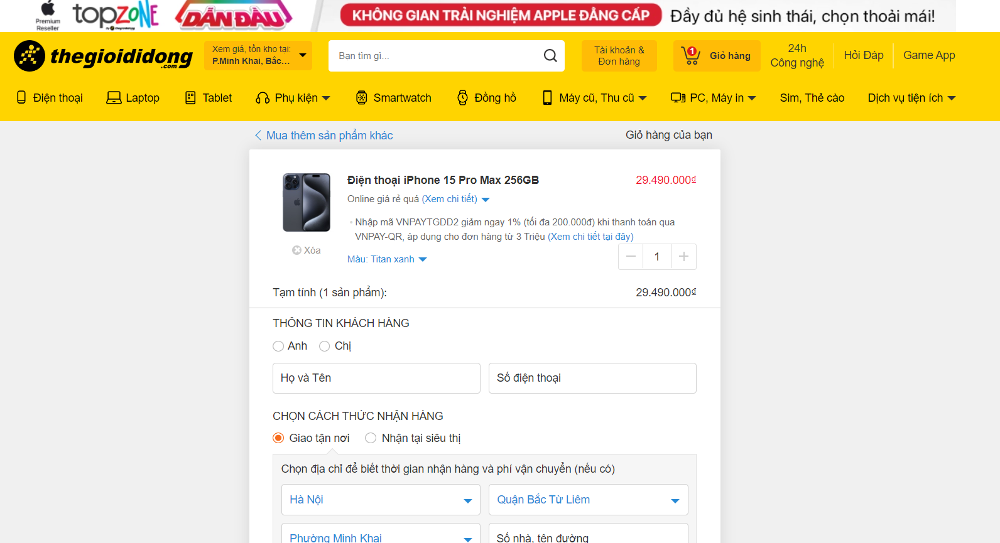 Premium
Reseller
topzone
by thegioididong
DẪN ĐẦU
KHÔNG GIAN TRẢI NGHIỆM APPLE ĐẲNG CẤP
Đầy đủ hệ sinh thái, chọn thoải mái!
thegioididong
.com
Xem giá, tồn kho tại:
P.Minh Khai, Bắc...
Bạn tìm gì...
Tài khoản &
Đơn hàng
1
Giỏ hàng
24h
Công nghệ
Hỏi Đáp
Game App
Điện thoại
Laptop
Tablet
Phụ kiện
Smartwatch
Đồng hồ
Máy cũ, Thu cũ
PC, Máy in
Sim, Thẻ cào
Dịch vụ tiện ích
Mua thêm sản phẩm khác
Giỏ hàng của bạn
Điện thoại iPhone 15 Pro Max 256GB
29.490.000₫
Online giá rẻ quá (Xem chi tiết)
Nhập mã VNPAYTGDD2 giảm ngay 1% (tối đa 200.000đ) khi thanh toán qua
VNPAY-QR, áp dụng cho đơn hàng từ 3 Triệu (Xem chi tiết tại đây)
Xóa
Màu: Titan xanh
1
Tạm tính (1 sản phẩm):
29.490.000₫
THÔNG TIN KHÁCH HÀNG
Anh
Chị
Họ và Tên
Số điện thoại
CHỌN CÁCH THỨC NHẬN HÀNG
Giao tận nơi
Nhận tại siêu thị
Chọn địa chỉ để biết thời gian nhận hàng và phí vận chuyển (nếu có)
Hà Nội
Quận Bắc Từ Liêm
Phường Minh Khai
Số nhà, tên đường